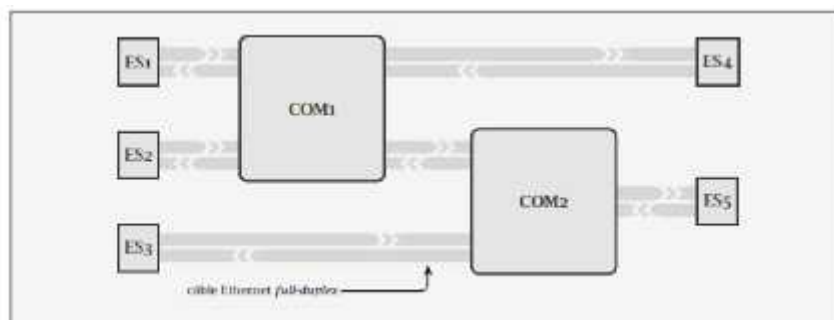 ES1
COM1
ES4
ES2
COM2
ES5
ES3
câble Ethernet full-duplex